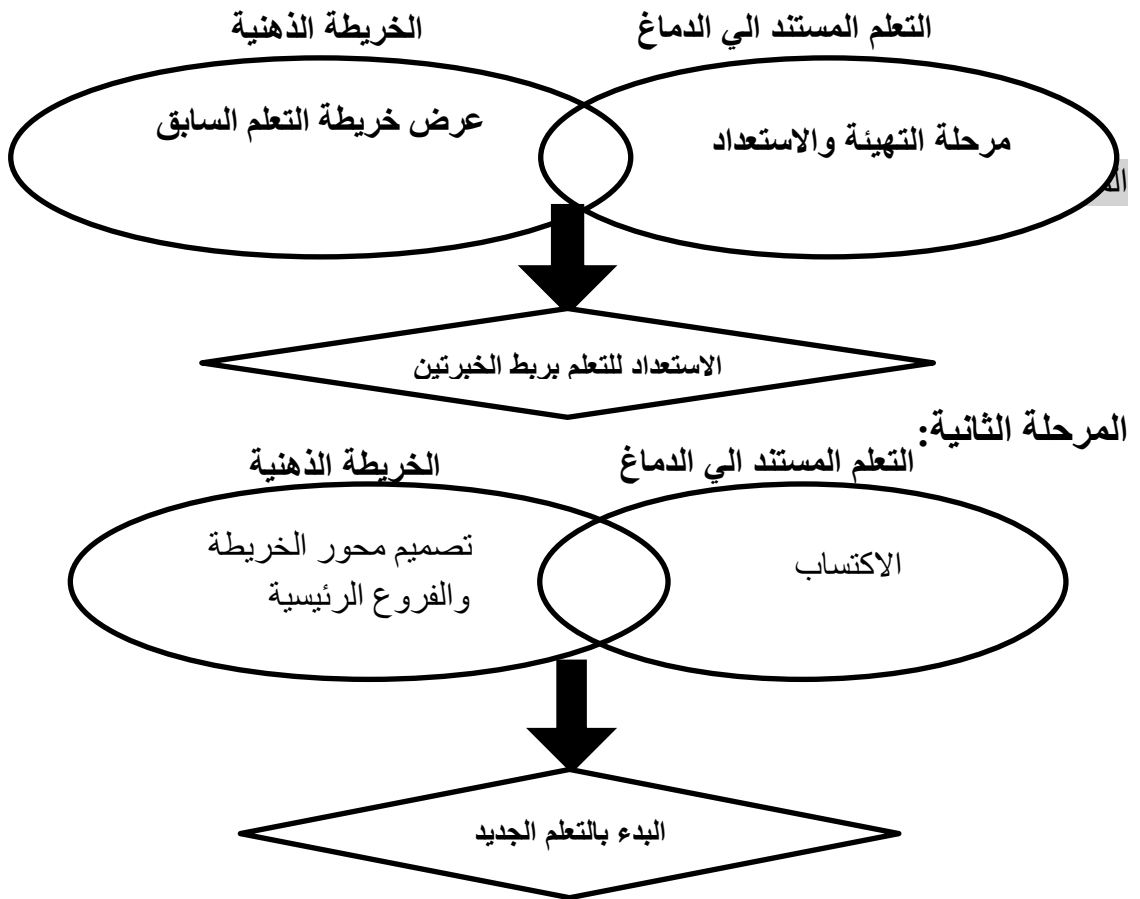 التعلم المستند الي الدماغ
الخريطة الذهنية
مرحلة التهيئة والاستعداد
عرض خريطة التعلم السابق
الاستعداد للتعلم بربط الخبرتين
المرحلة الثانية:
التعلم المستند الي الدماغ
الخريطة الذهنية
الاكتساب
تصميم محور الخريطة
والفروع الرئيسية
البدء بالتعلم الجديد